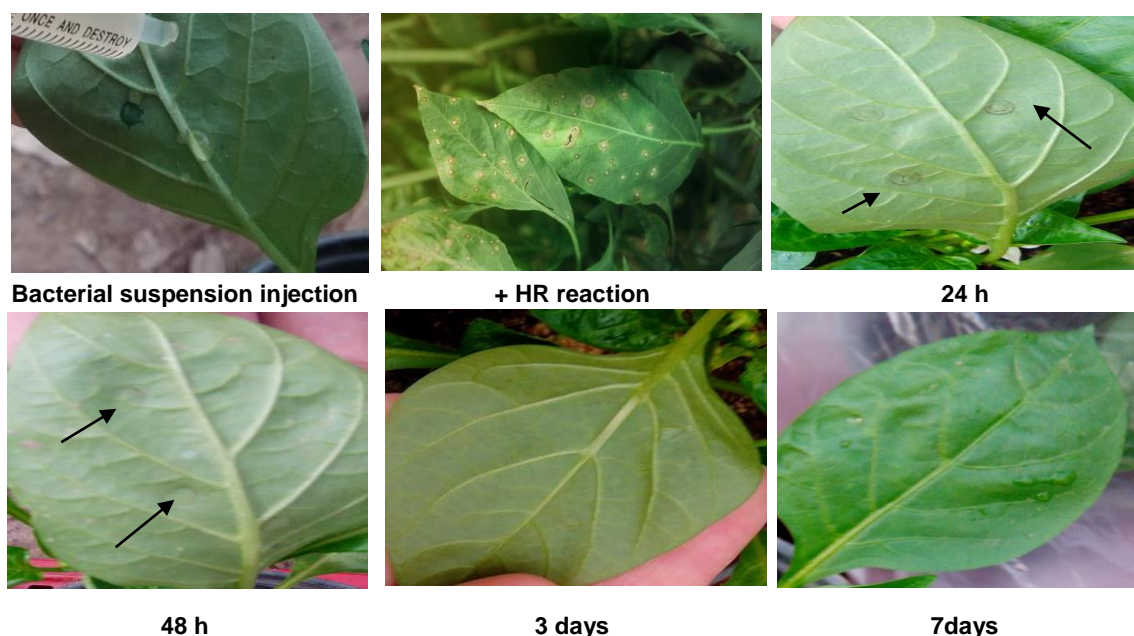 ONCE AND DESTROY
Bacterial suspension injection
+ HR reaction
24 h
48 h
3 days
7days